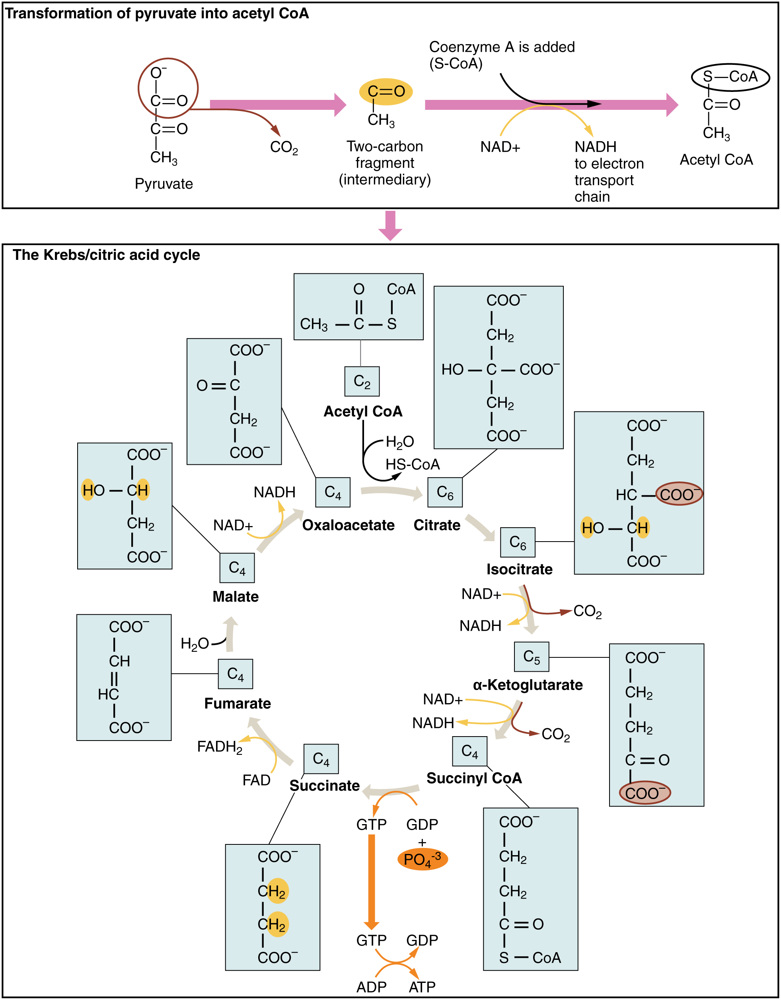 Transformation of pyruvate into acetyl CoA
Coenzyme A is added
(S-CoA)
O⁻
C=O
C=O
CH₃
Pyruvate
CO₂
C=O
CH₃
Two-carbon
fragment
(intermediary)
NAD+
NADH
to electron
transport
chain
S—CoA
C=O
CH₃
Acetyl CoA
The Krebs/citric acid cycle
O CoA
CH₃—C—S
C₂
Acetyl CoA
H₂O
HS-CoA
COO⁻
O=C
CH₂
COO⁻
C₄
Oxaloacetate
COO⁻
CH₂
HO—C—COO⁻
CH₂
COO⁻
C₆
Citrate
COO⁻
CH₂
HC—COO⁻
HO—CH
COO⁻
C₆
Isocitrate
NAD+
NADH
CO₂
C₅
α-Ketoglutarate
COO⁻
CH₂
CH₂
C=O
COO⁻
NAD+
NADH
CO₂
C₄
Succinyl CoA
COO⁻
CH₂
CH₂
C=O
S—CoA
GTP GDP
+
PO₄⁻³
GTP GDP
ADP ATP
C₄
Succinate
COO⁻
CH₂
CH₂
COO⁻
FADH₂
FAD
C₄
Fumarate
COO⁻
CH
HC
COO⁻
H₂O
C₄
Malate
COO⁻
HO—CH
CH₂
COO⁻
NAD+
NADH